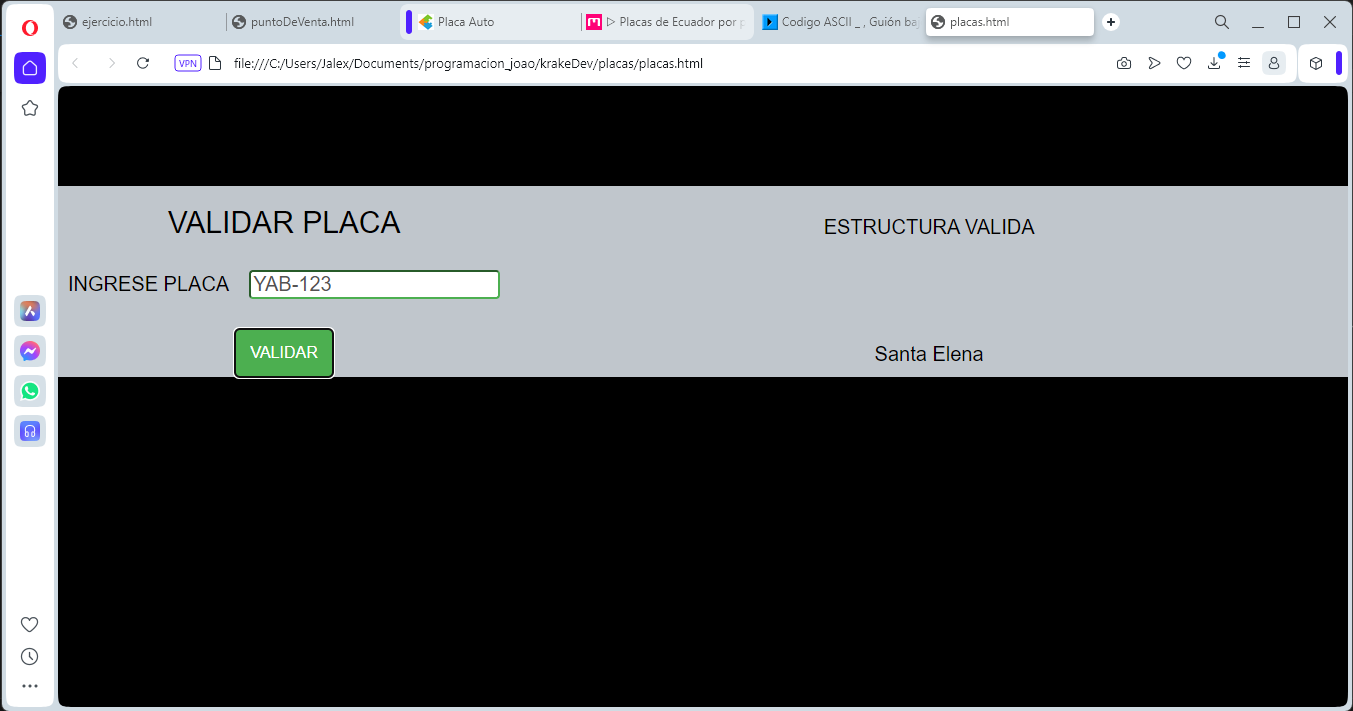 ejercicio.html
puntoDeVenta.html
Placa Auto
▷ Placas de Ecuador por p
Codigo ASCII _ , Guión baj
placas.html
VPN
file:///C:/Users/Jalex/Documents/programacion_joao/krakeDev/placas/placas.html
VALIDAR PLACA
ESTRUCTURA VALIDA
INGRESE PLACA
YAB-123
VALIDAR
Santa Elena